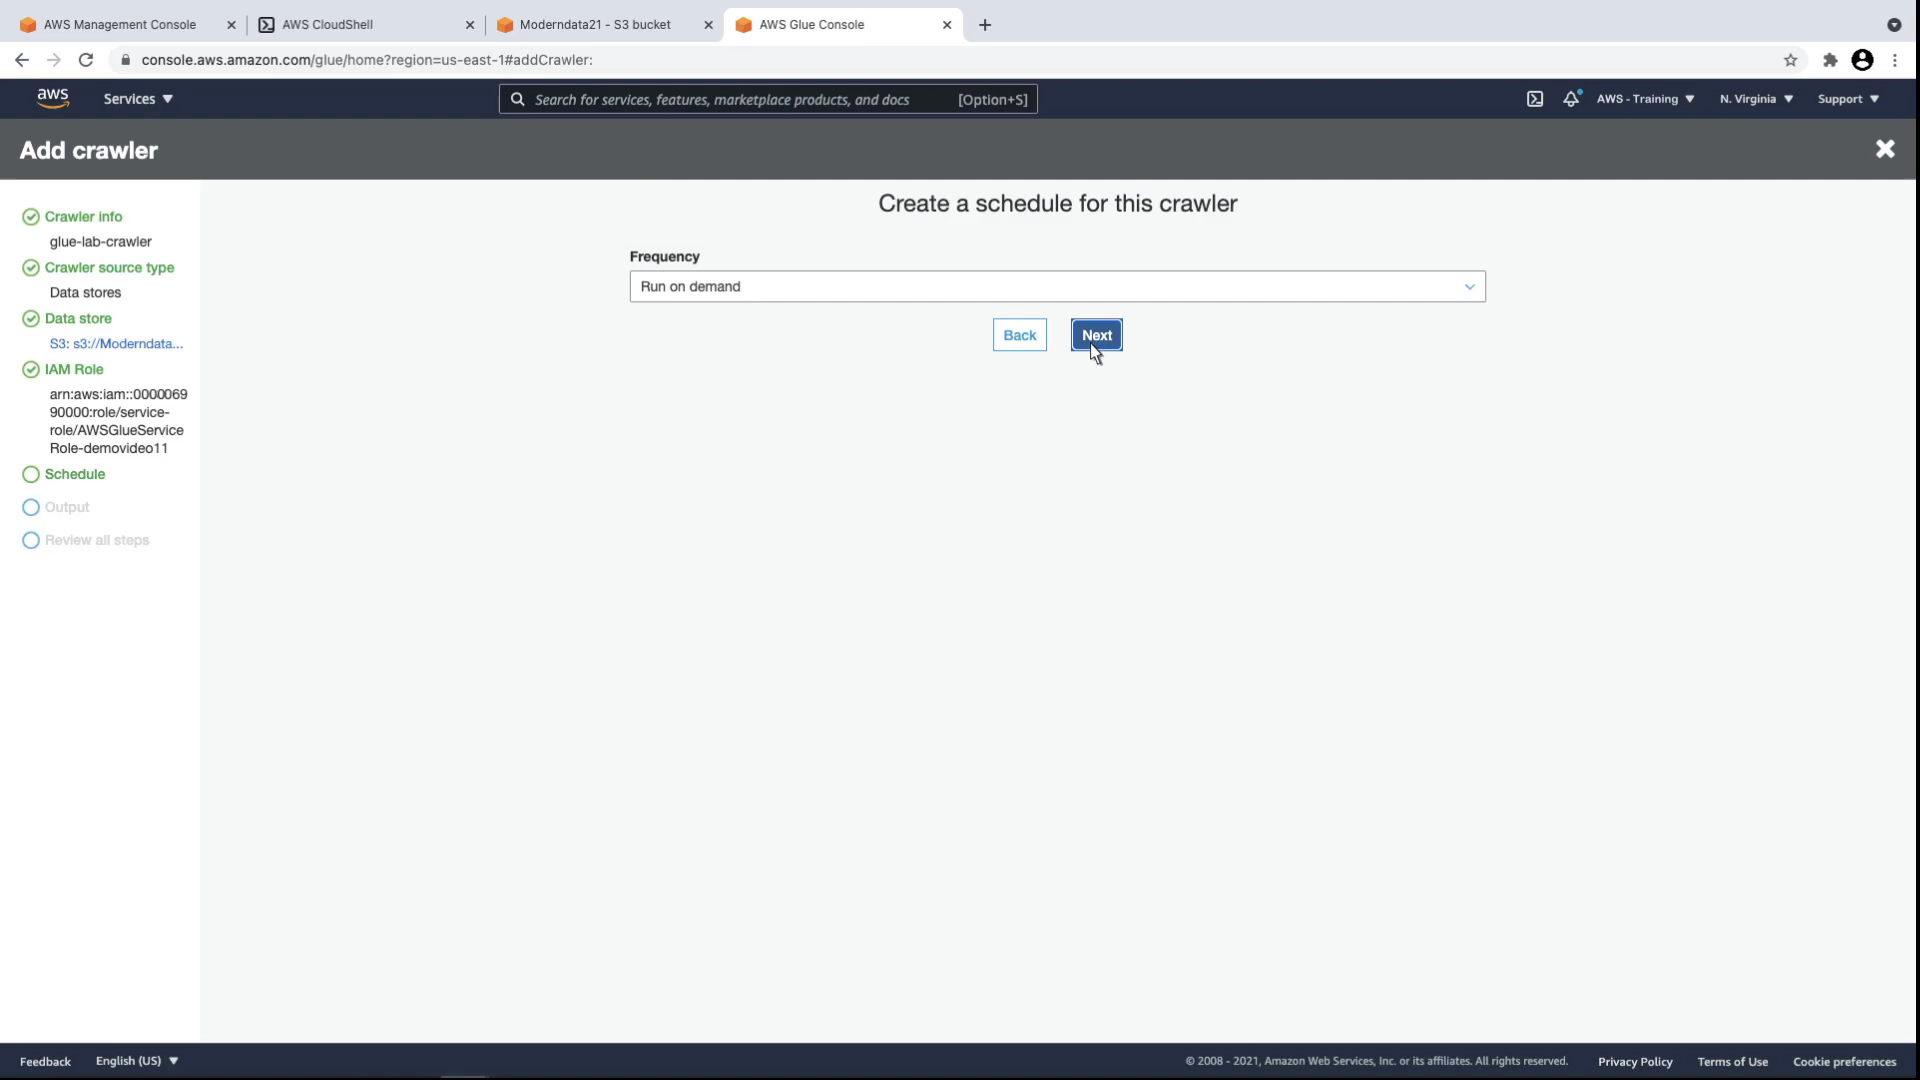 AWS Management Console
AWS CloudShell
Moderndata21 - S3 bucket
AWS Glue Console
console.aws.amazon.com/glue/home?region=us-east-1#addCrawler:
aws
Services
Search for services, features, marketplace products, and docs
[Option+S]
AWS - Training
N. Virginia
Support
Add crawler
Crawler info
glue-lab-crawler
Crawler source type
Data stores
Data store
S3: s3://Moderndata...
IAM Role
arn:aws:iam::0000069
90000:role/service-
role/AWSGlueService
Role-demovideo11
Schedule
Output
Review all steps
Create a schedule for this crawler
Frequency
Run on demand
Back
Next
Feedback
English (US)
© 2008 - 2021, Amazon Web Services, Inc. or its affiliates. All rights reserved.
Privacy Policy
Terms of Use
Cookie preferences